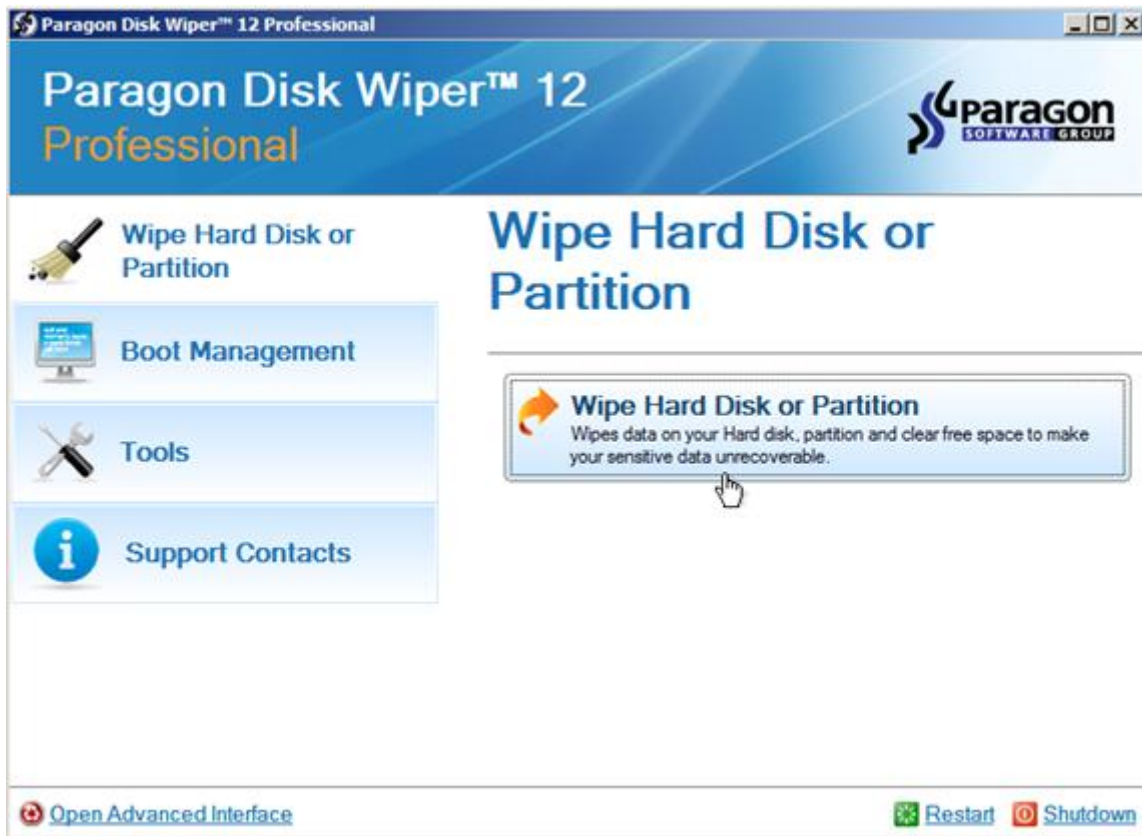 Paragon Disk Wiper™ 12 Professional
Paragon Disk Wiper™ 12
Professional
paragon
SOFTWARE GROUP
Wipe Hard Disk or
Partition
Boot Management
Tools
Support Contacts
Wipe Hard Disk or
Partition
Wipe Hard Disk or Partition
Wipes data on your Hard disk, partition and clear free space to make
your sensitive data unrecoverable.
Open Advanced Interface
Restart
Shutdown